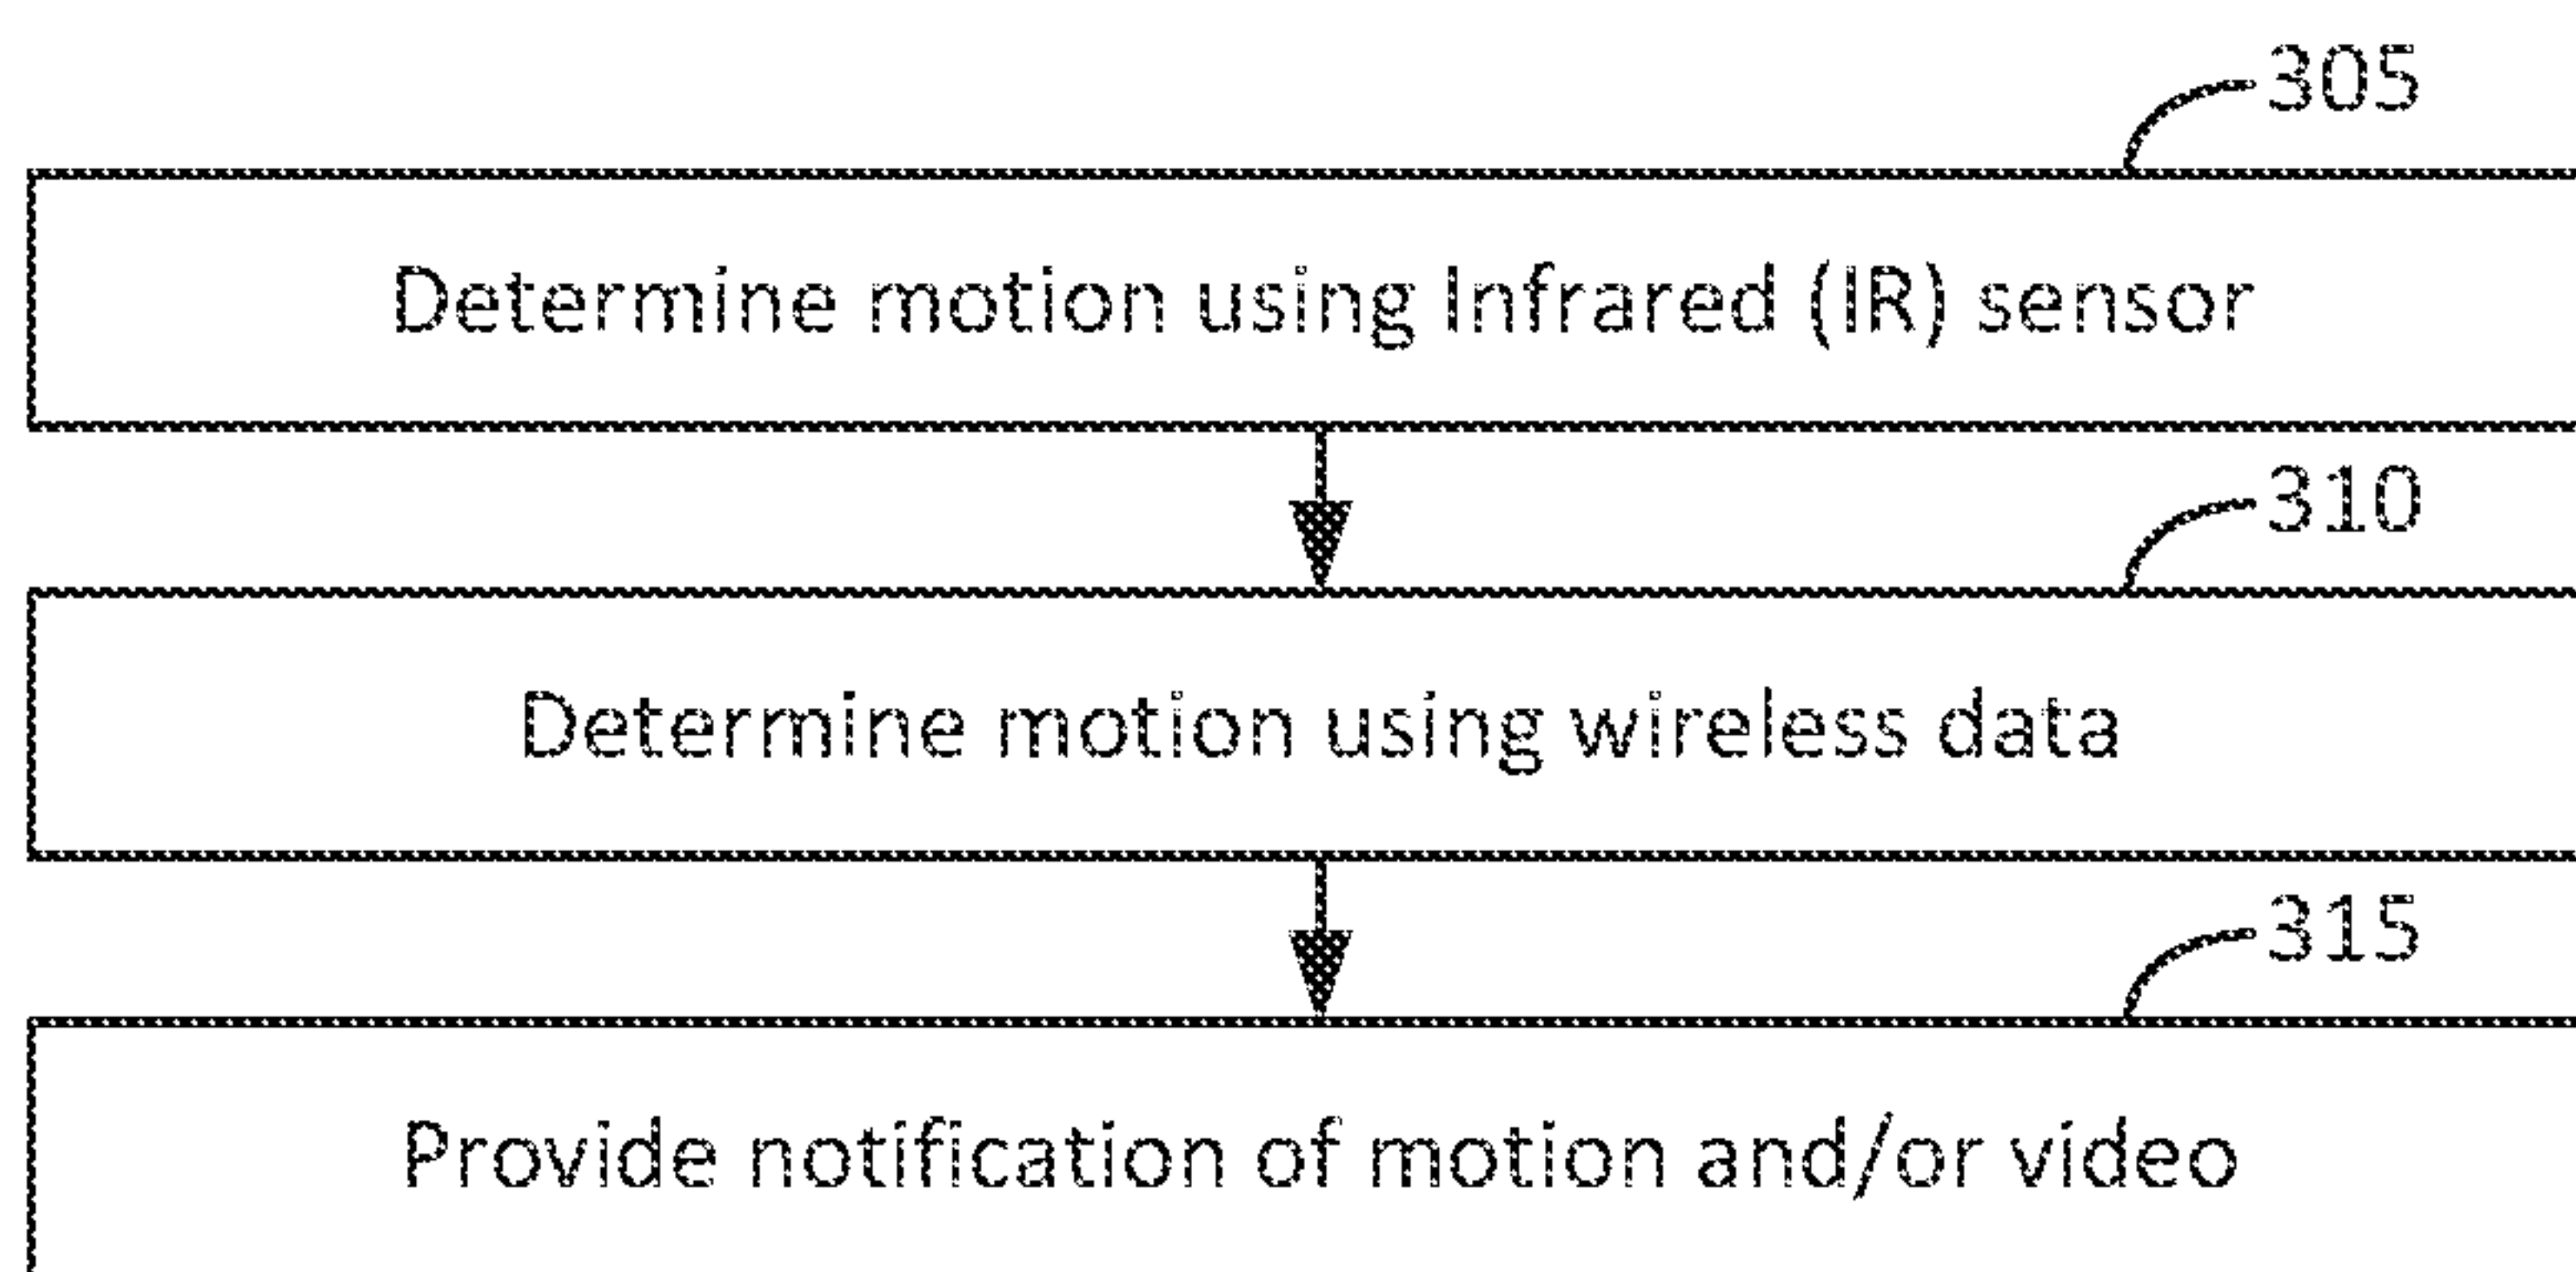 305
Determine motion using Infrared (IR) sensor
310
Determine motion using wireless data
315
Provide notification of motion and/or video